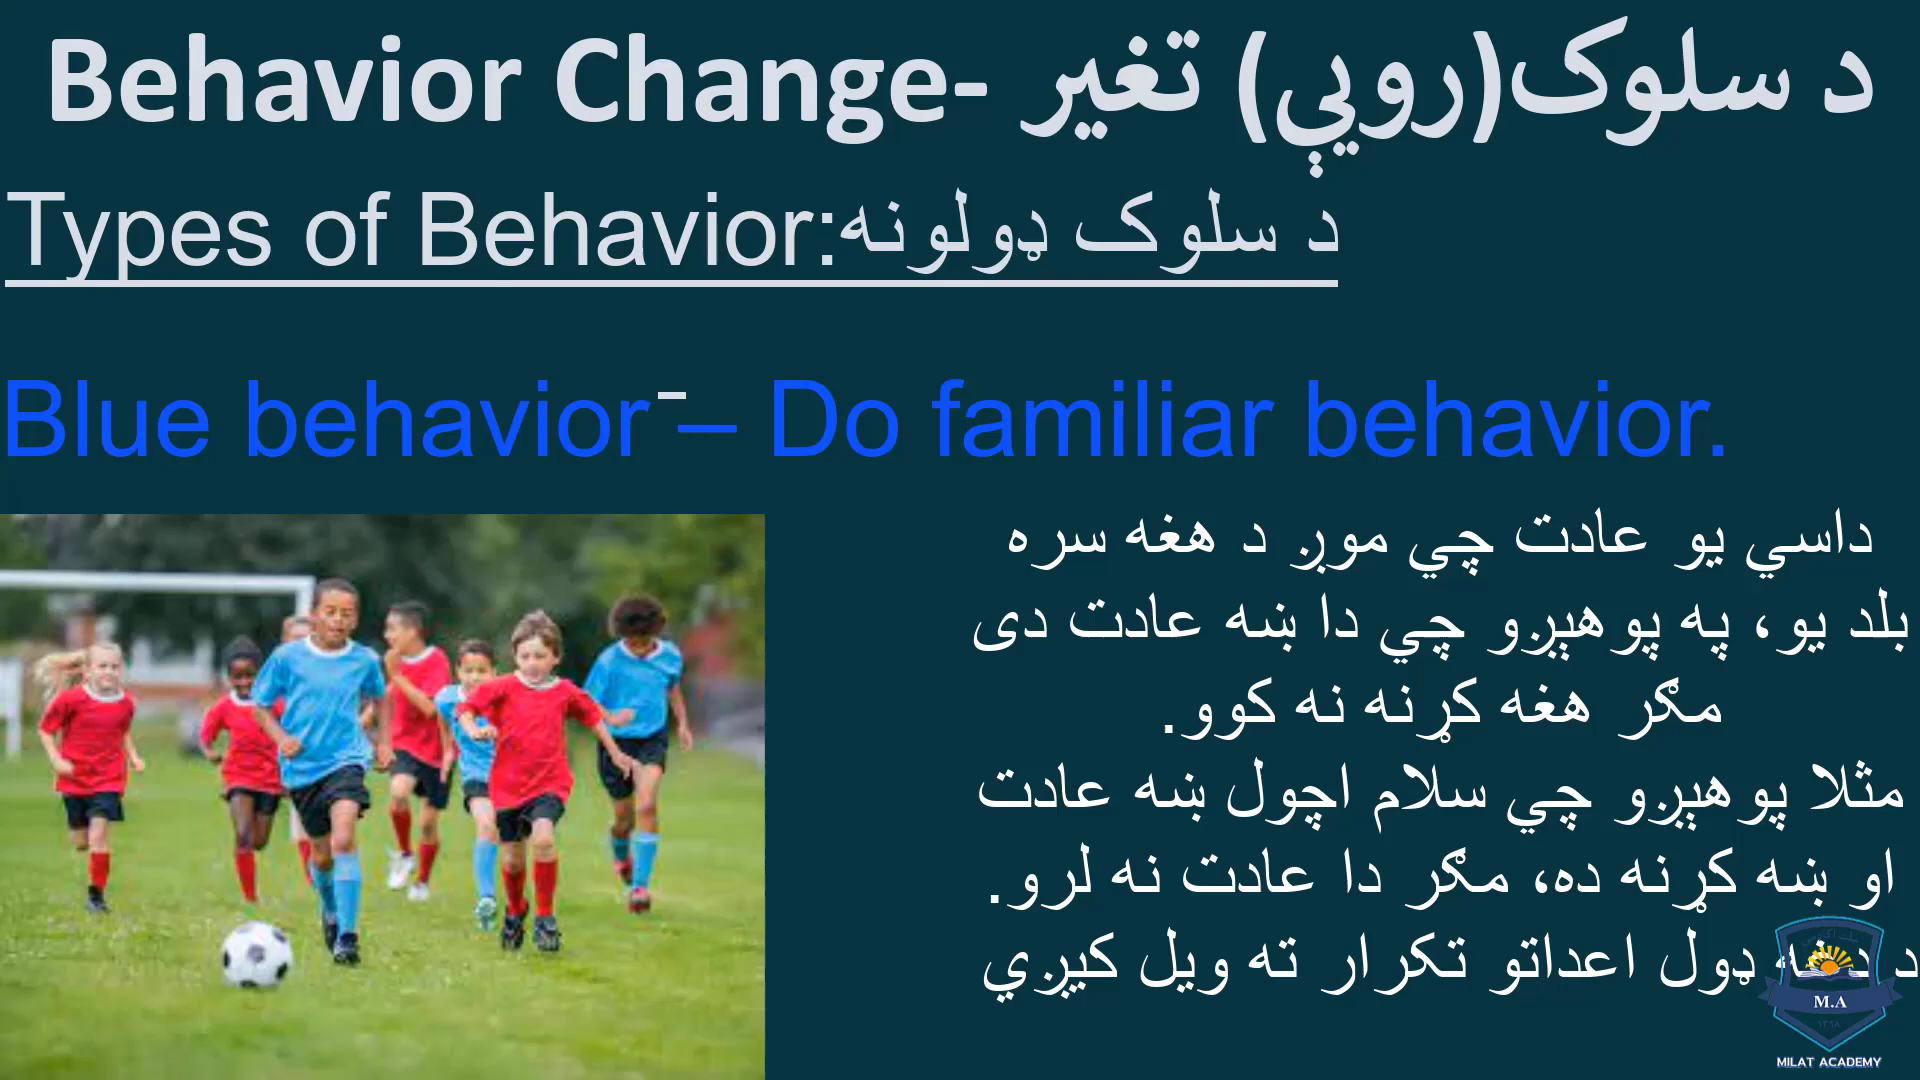 Behavior Change- د سلوک(رويې) تغير
Types of Behavior:د سلوک ډولونه
Blue behavior – Do familiar behavior.
داسي يو عادت چي موږ د هغه سره
بلد يو، په پوهيږو چي دا ښه عادت دی
مګر هغه کړنه نه کوو.
مثلا پوهيږو چي سلام اچول ښه عادت
او ښه کړنه ده، مګر دا عادت نه لرو.
د ډول اعداتو تکرار ته ويل کيږي
M.A
١٣٩٨
MILAT ACADEMY